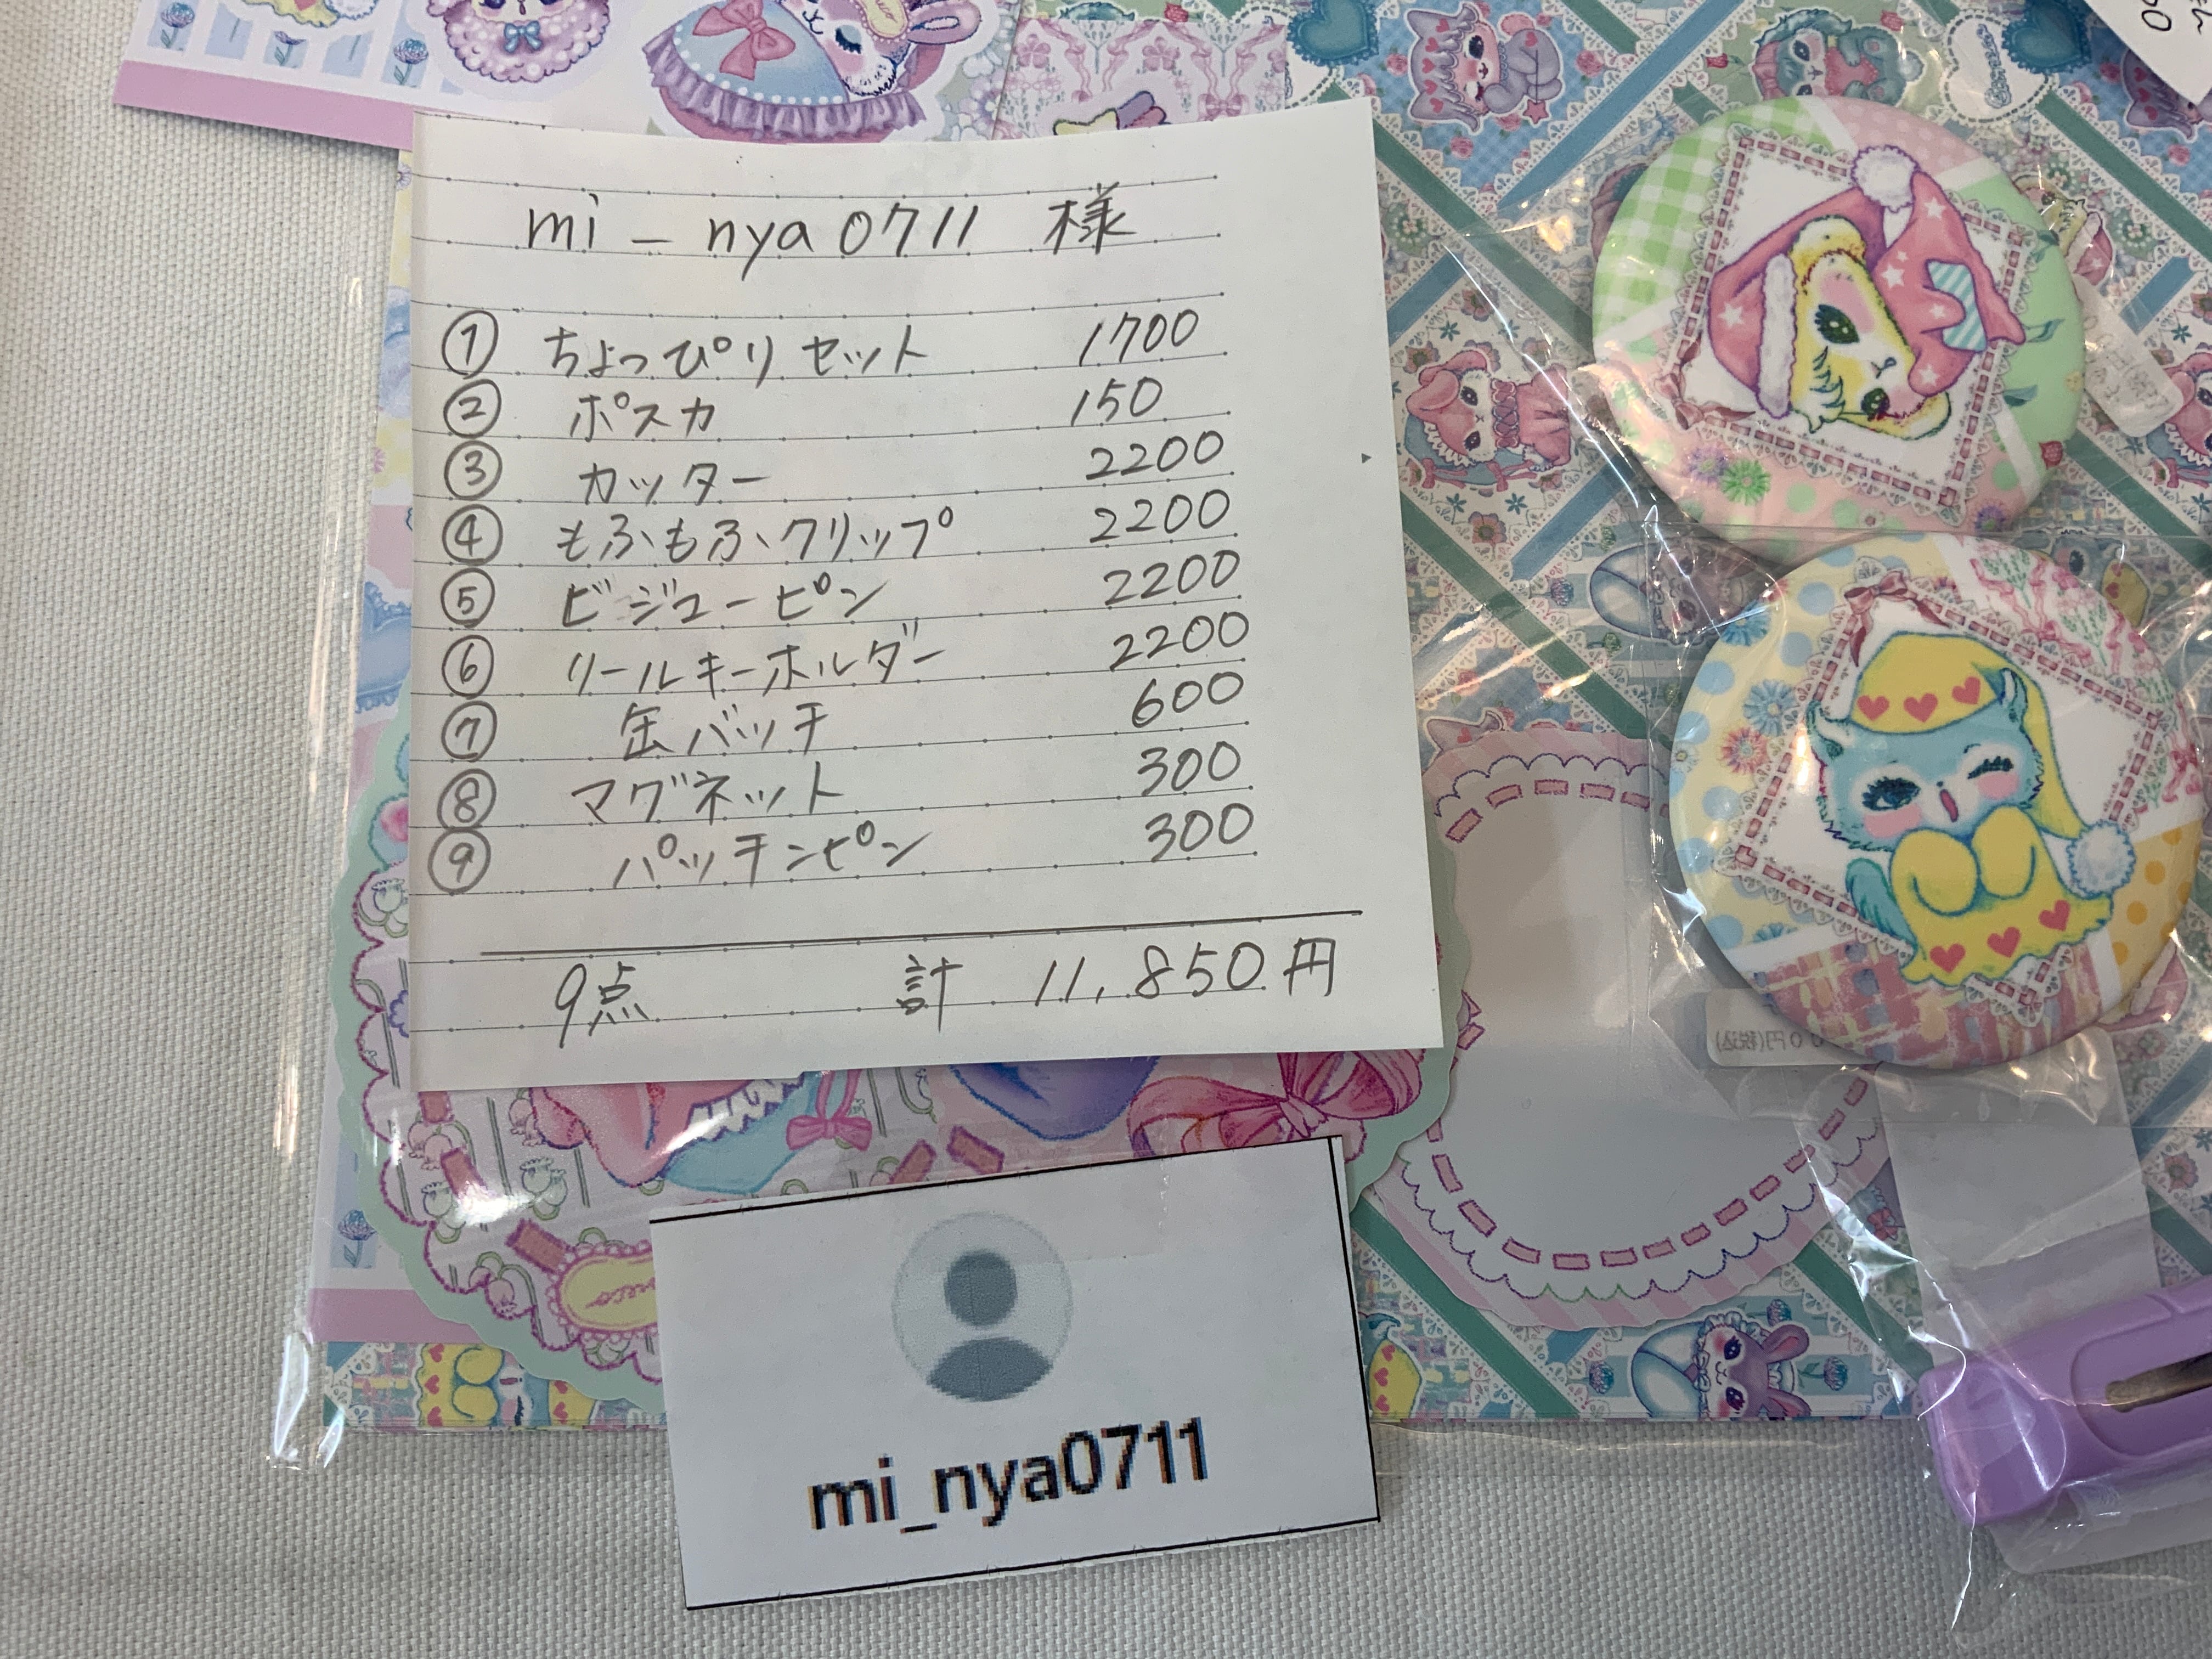 mi_nya0711 様
① ちょっぴりセット 1700
② ポスカ 150
③ カッター 2200
④ もふもふクリップ 2200
⑤ ビジューピン 2200
⑥ リールキーホルダー 2200
⑦ 缶バッチ 600
⑧ マグネット 300
⑨ パッチンピン 300
9点 計 11,850円
mi_nya0711